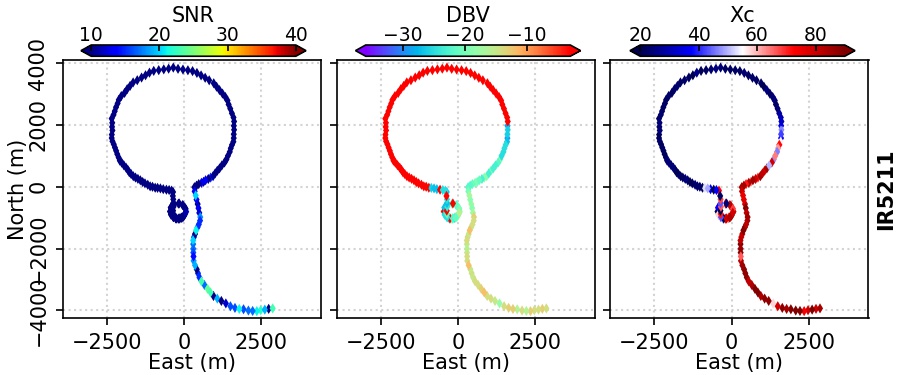 SNR DBV Xc
10 20 30 40 −30 −20 −10 20 40 60 80
4000
2000
0
−2000
−4000
North (m)
IR5211
−2500 0 2500 −2500 0 2500 −2500 0 2500
East (m) East (m) East (m)